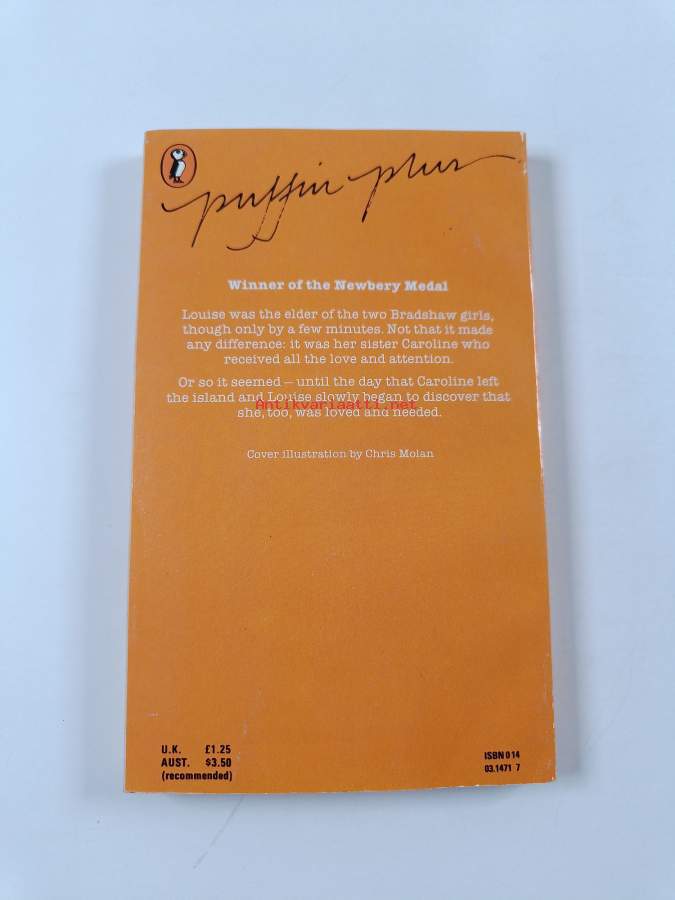 puffin plus
Winner of the Newbery Medal
Louise was the elder of the two Bradshaw girls,
though only by a few minutes. Not that it made
any difference: it was her sister Caroline who
received all the love and attention.
Or so it seemed – until the day that Caroline left
the island and Louise slowly began to discover that
Antikvariaatti.net
she, too, was loved and needed.
Cover illustration by Chris Molan
U.K. £1.25
AUST. $3.50
(recommended)
ISBN 0 14
03.1471 7